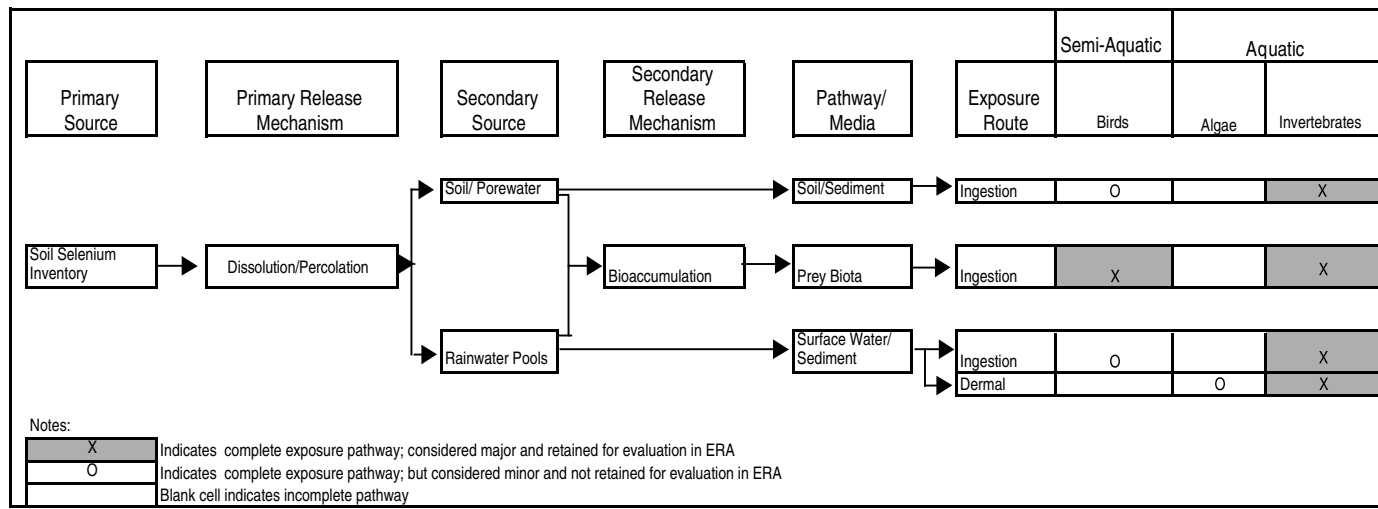 Semi-Aquatic
Aquatic
Primary
Source
Primary Release
Mechanism
Secondary
Source
Secondary
Release
Mechanism
Pathway/
Media
Exposure
Route
Birds
Algae
Invertebrates
Soil/ Porewater
Soil/Sediment
Ingestion
O
X
Soil Selenium
Inventory
Dissolution/Percolation
Bioaccumulation
Prey Biota
Ingestion
X
X
Rainwater Pools
Surface Water/
Sediment
Ingestion
O
X
Dermal
O
X
Notes:
X
Indicates complete exposure pathway; considered major and retained for evaluation in ERA
O
Indicates complete exposure pathway; but considered minor and not retained for evaluation in ERA
Blank cell indicates incomplete pathway